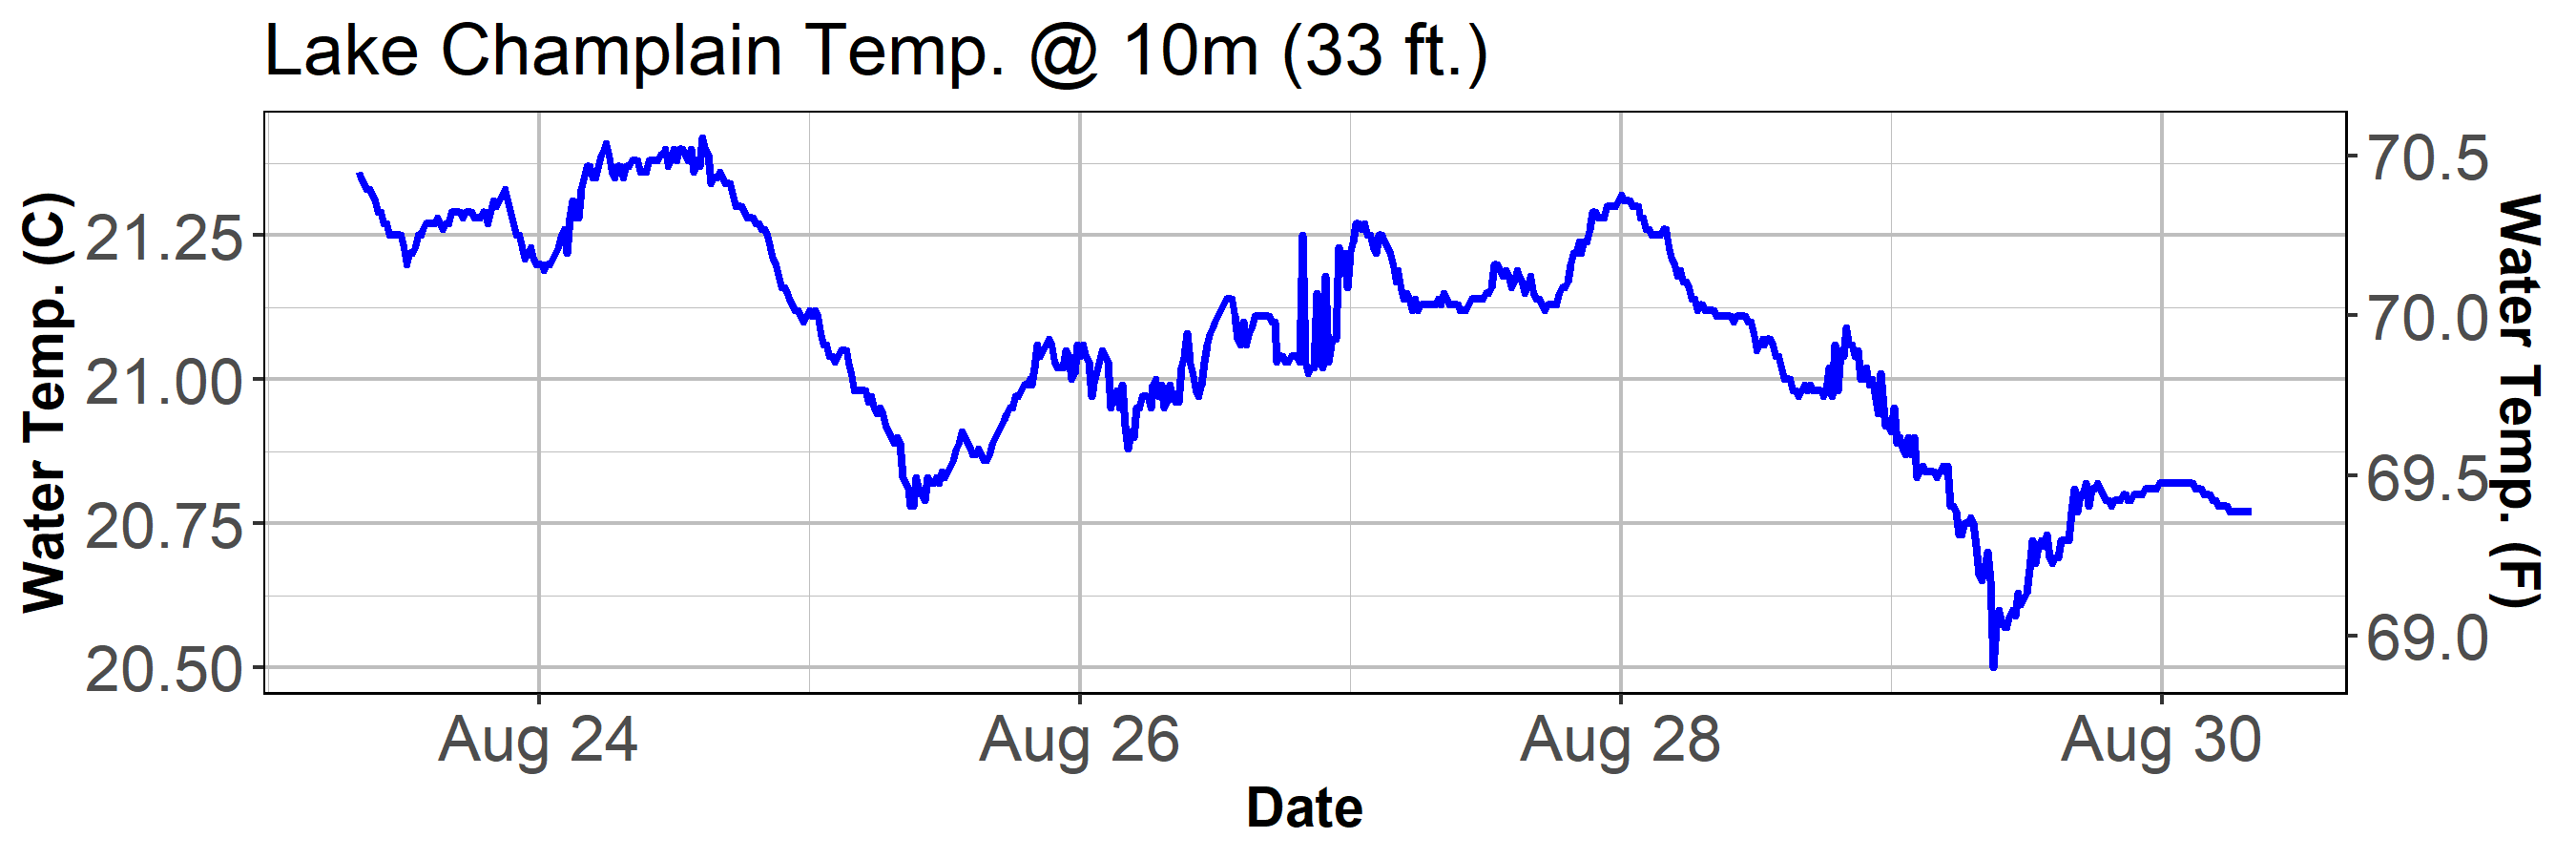 Lake Champlain Temp. @ 10m (33 ft.)
Water Temp. (C)
21.25
21.00
20.75
20.50
70.5
70.0
69.5
69.0
Water Temp. (F)
Aug 24 Aug 26 Aug 28 Aug 30
Date